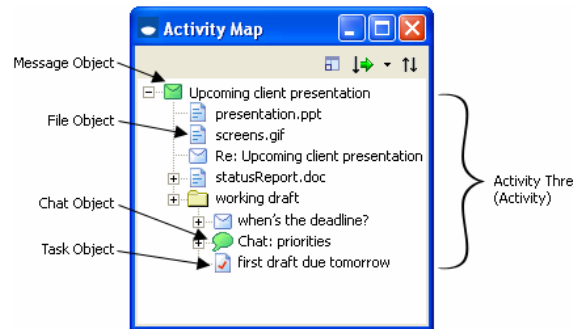 Activity Map
Message Object
Upcoming client presentation
presentation.ppt
File Object
screens.gif
Re: Upcoming client presentation
statusReport.doc
Activity Thre
(Activity)
working draft
Chat Object
when's the deadline?
Chat: priorities
Task Object
first draft due tomorrow